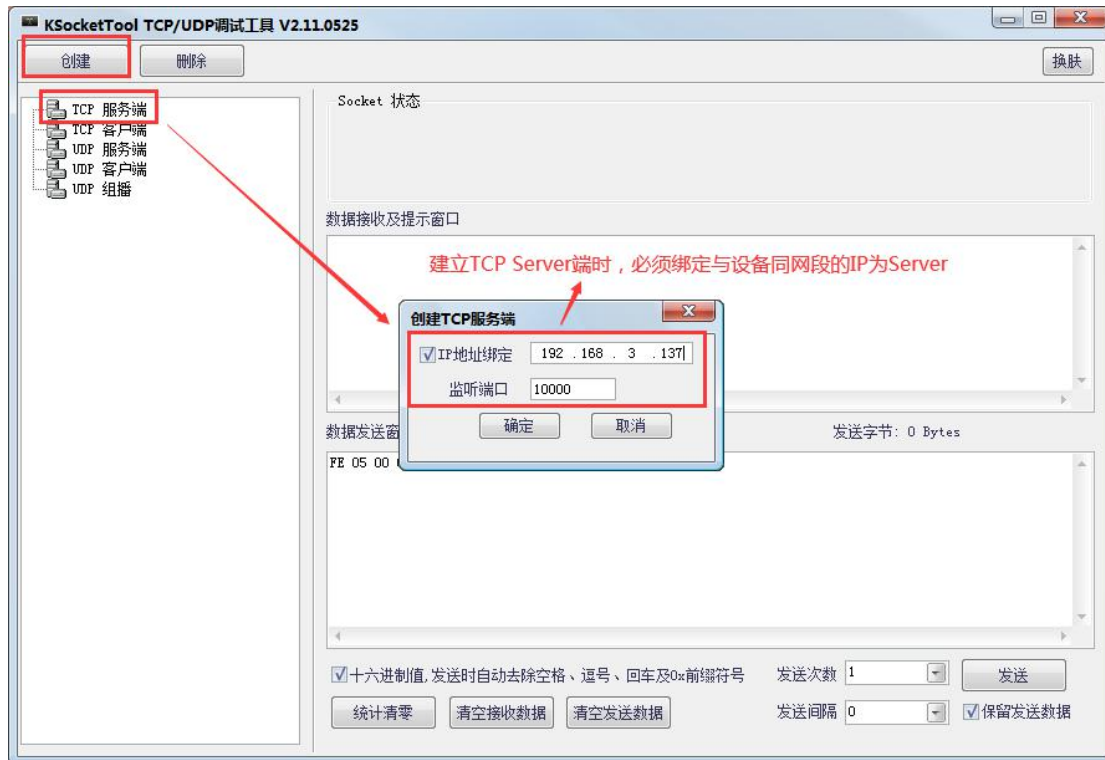 KSocketTool TCP/UDP调试工具 V2.11.0525
创建 删除 换肤
TCP 服务端
TCP 客户端
UDP 服务端
UDP 客户端
UDP 组播
Socket 状态
数据接收及提示窗口
建立TCP Server端时，必须绑定与设备同网段的IP为Server
创建TCP服务端
IP地址绑定 192 .168 . 3 .137
监听端口 10000
确定 取消
数据发送窗 发送字节: 0 Bytes
FE 05 00
十六进制值,发送时自动去除空格、逗号、回车及0x前缀符号 发送次数 1 发送
统计清零 清空接收数据 清空发送数据 发送间隔 0 保留发送数据